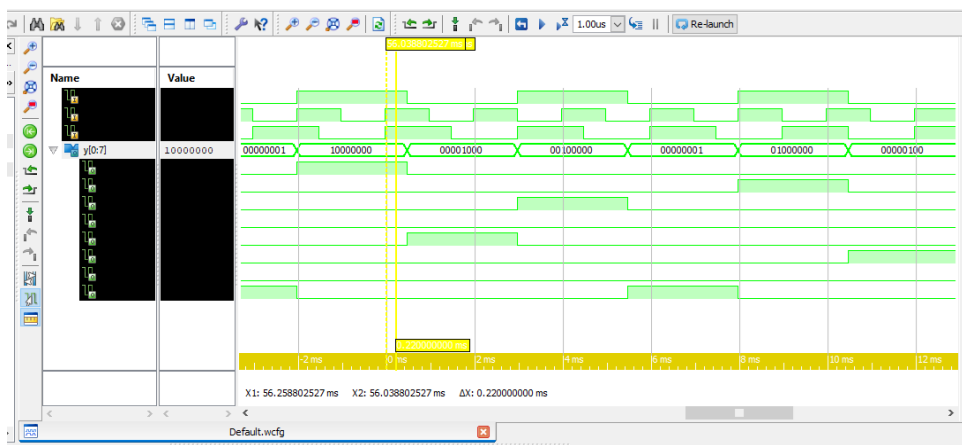 1.00us
Re-launch
56.038802527 ms
Name
Value
y[0:7]
10000000
00000001
10000000
00001000
00100000
00000001
01000000
00000100
0.220000000 ms
-2 ms
0 ms
2 ms
4 ms
6 ms
8 ms
10 ms
12 ms
X1: 56.258802527 ms X2: 56.038802527 ms ΔX: 0.220000000 ms
Default.wcfg